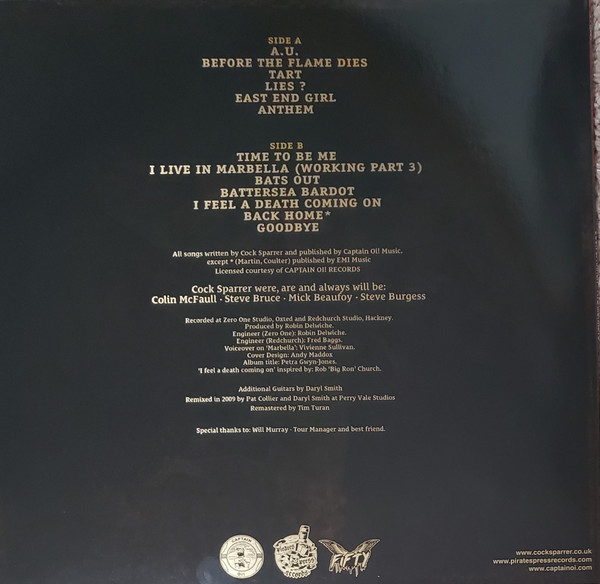 SIDE A
A.U.
BEFORE THE FLAME DIES
TART
LIES ?
EAST END GIRL
ANTHEM
SIDE B
TIME TO BE ME
I LIVE IN MARBELLA (WORKING PART 3)
BATS OUT
BATTERSEA BARDOT
I FEEL A DEATH COMING ON
BACK HOME*
GOODBYE
All songs written by Cock Sparrer and published by Captain Oi! Music.
except * (Martin, Coulter) published by EMI Music
Licensed courtesy of CAPTAIN OI! RECORDS
Cock Sparrer were, are and always will be:
Colin McFaull · Steve Bruce · Mick Beaufoy · Steve Burgess
Recorded at Zero One Studio, Oxted and Redchurch Studio, Hackney.
Produced by Robin Delwiche.
Engineer (Zero One): Robin Delwiche.
Engineer (Redchurch): Fred Baggs.
Voiceover on 'Marbella': Vivienne Sullivan.
Cover Design: Andy Maddox
Album title: Petra Gwyn-Jones.
'I feel a death coming on' inspired by: Rob 'Big Ron' Church.
Additional Guitars by Daryl Smith
Remixed in 2009 by Pat Collier and Daryl Smith at Perry Vale Studios
Remastered by Tim Turan
Special thanks to: Will Murray - Tour Manager and best friend.
CAPTAIN
FIFTY
www.cocksparrer.co.uk
www.piratespressrecords.com
www.captainoi.com